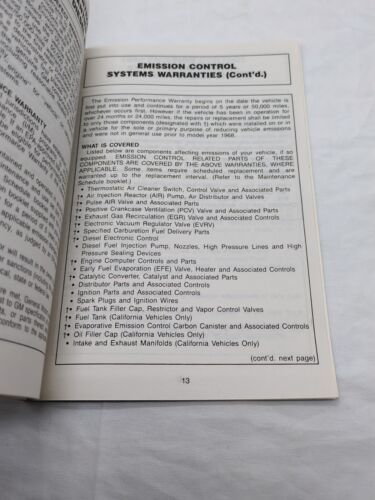 EMISSION CONTROL
SYSTEMS WARRANTIES (Cont'd.)
The Emission Performance Warranty begins on the date the vehicle is
first put into use and continues for a period of 5 years or 50,000 miles,
whichever occurs first. However if the vehicle has been in operation for
over 24 months or 24,000 miles, the repairs or replacement shall be limited
to only those components (designated with †) which were installed on or in
a vehicle for the sole or primary purpose of reducing vehicle emissions
and were not in general use prior to model year 1968.
WHAT IS COVERED
Listed below are components affecting emissions of your vehicle, if so
equipped. EMISSION CONTROL RELATED PARTS OF THESE
COMPONENTS ARE COVERED BY THE ABOVE WARRANTIES, WHERE
APPLICABLE. Some items require scheduled replacement and are
warranted up to the replacement interval. (Refer to the Maintenance
Schedule booklet.)
†• Thermostatic Air Cleaner Switch, Control Valve and Associated Parts
†• Air Injection Reactor (AIR) Pump, Air Distributor and Valves
†• Pulse AIR Valve and Associated Parts
†• Positive Crankcase Ventilation (PCV) Valve and Associated Parts
†• Exhaust Gas Recirculation (EGR) Valve and Associated Controls
†• Electronic Vacuum Regulator Valve (EVRV)
†• Specified Carburetion Fuel Delivery Parts
†• Diesel Electronic Control
• Diesel Fuel Injection Pump, Nozzles, High Pressure Lines and High
Pressure Sealing Devices
†• Engine Computer Controls and Parts
†• Early Fuel Evaporation (EFE) Valve, Heater and Associated Controls
†• Catalytic Converter, Catalyst and Associated Parts
• Distributor Parts and Associated Controls
• Ignition Parts and Associated Controls
• Spark Plugs and Ignition Wires
†• Fuel Tank Filler Cap, Restrictor and Vapor Control Valves
†• Fuel Tank (California Vehicles Only)
†• Evaporative Emission Control Carbon Canister and Associated Controls
†• Oil Filler Cap (California Vehicles Only)
• Intake and Exhaust Manifolds (California Vehicles Only)
(cont'd. next page)
13